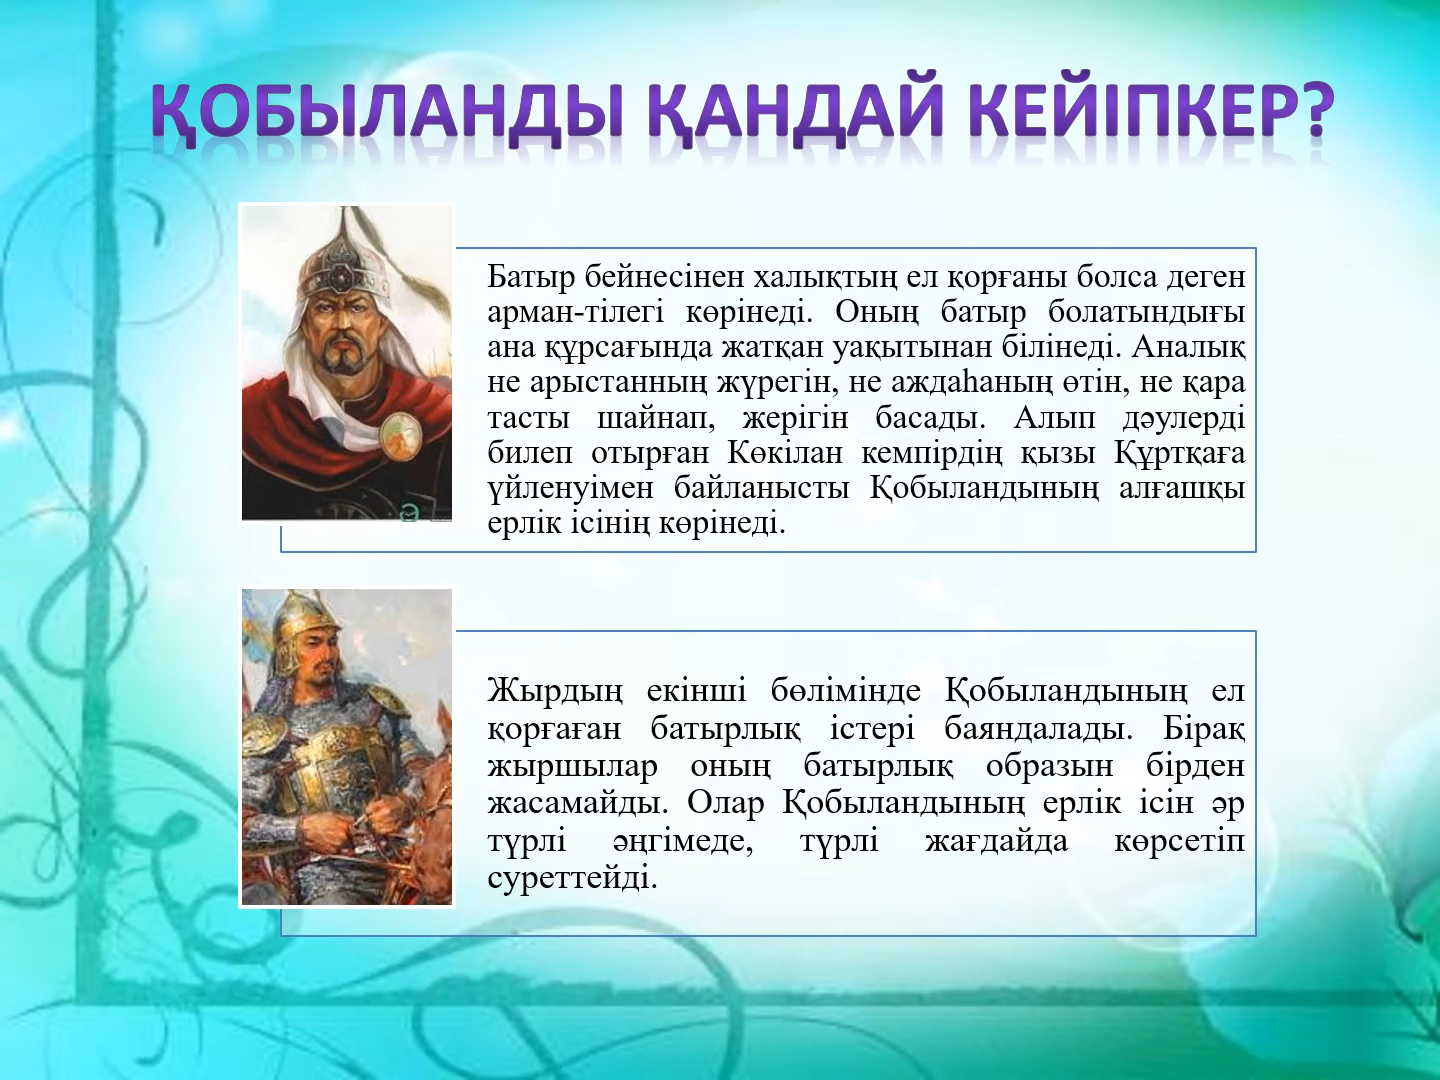 ҚОБЫЛАНДЫ ҚАНДАЙ КЕЙІПКЕР?
Батыр бейнесінен халықтың ел қорғаны болса деген
арман-тілегі көрінеді. Оның батыр болатындығы
ана құрсағында жатқан уақытынан білінеді. Аналық
не арыстанның жүрегін, не аждаһаның өтін, не қара
тасты шайнап, жерігін басады. Алып дәулерді
билеп отырған Көкілан кемпірдің қызы Құртқаға
үйленуімен байланысты Қобыландының алғашқы
ерлік ісінің көрінеді.
Жырдың екінші бөлімінде Қобыландының ел
қорғаған батырлық істері баяндалады. Бірақ
жыршылар оның батырлық образын бірден
жасамайды. Олар Қобыландының ерлік ісін әр
түрлі әңгімеде, түрлі жағдайда көрсетіп
суреттейді.